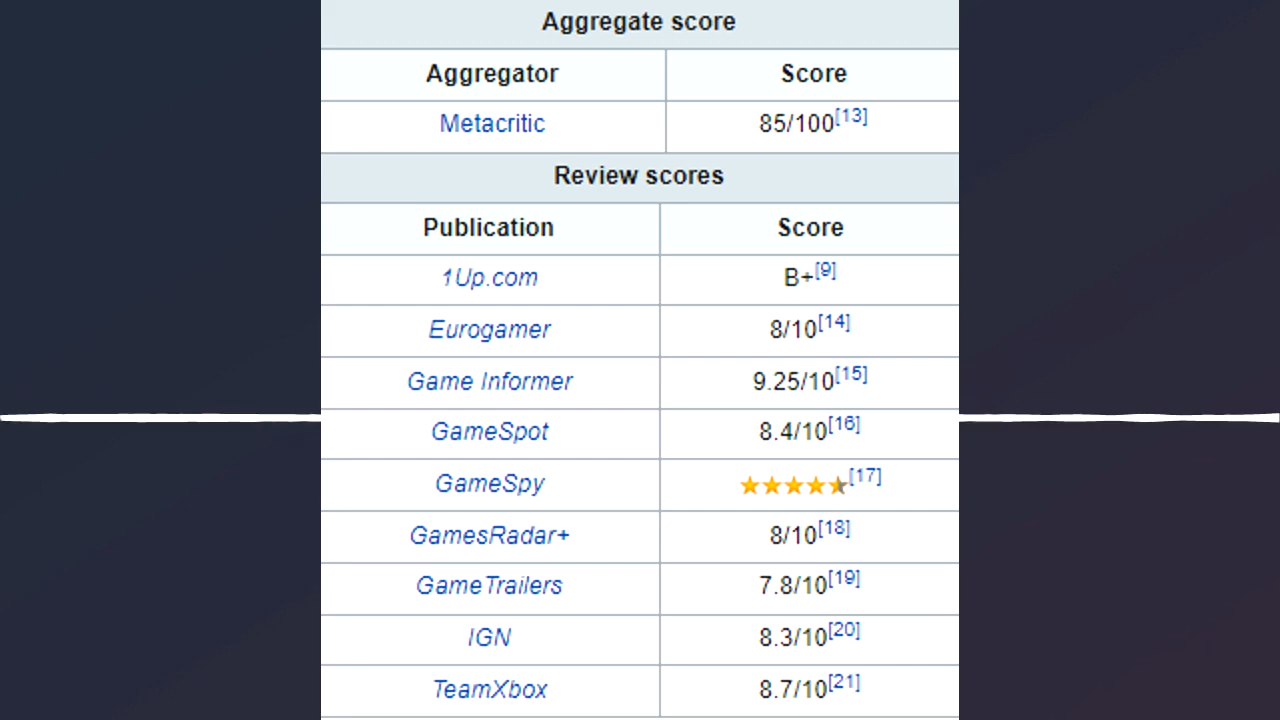 Aggregate score
Aggregator Score
Metacritic 85/100[13]
Review scores
Publication Score
1Up.com B+[9]
Eurogamer 8/10[14]
Game Informer 9.25/10[15]
GameSpot 8.4/10[16]
GameSpy [17]
GamesRadar+ 8/10[18]
GameTrailers 7.8/10[19]
IGN 8.3/10[20]
TeamXbox 8.7/10[21]